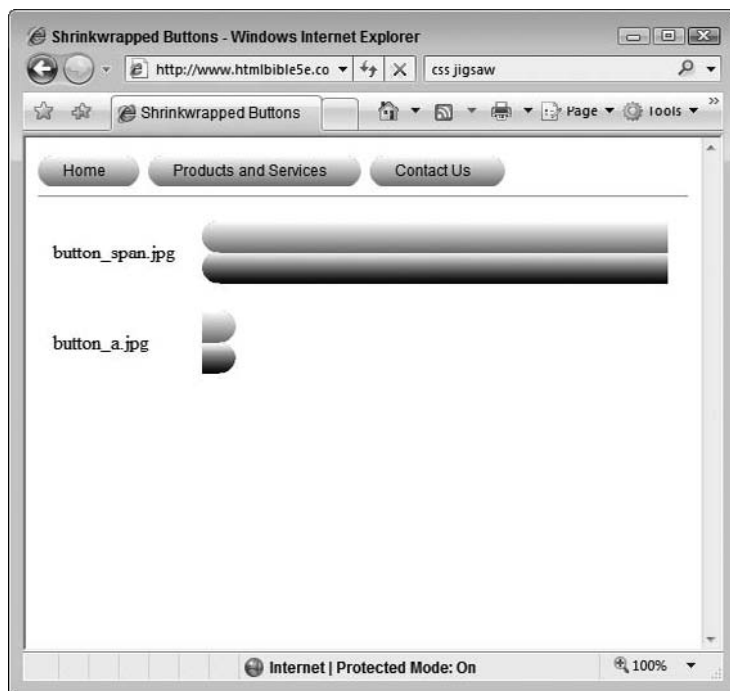 Shrinkwrapped Buttons - Windows Internet Explorer
http://www.htmlbible5e.co
css jigsaw
Shrinkwrapped Buttons
Page
Tools
»
Home
Products and Services
Contact Us
button_span.jpg
button_a.jpg
Internet | Protected Mode: On
100%